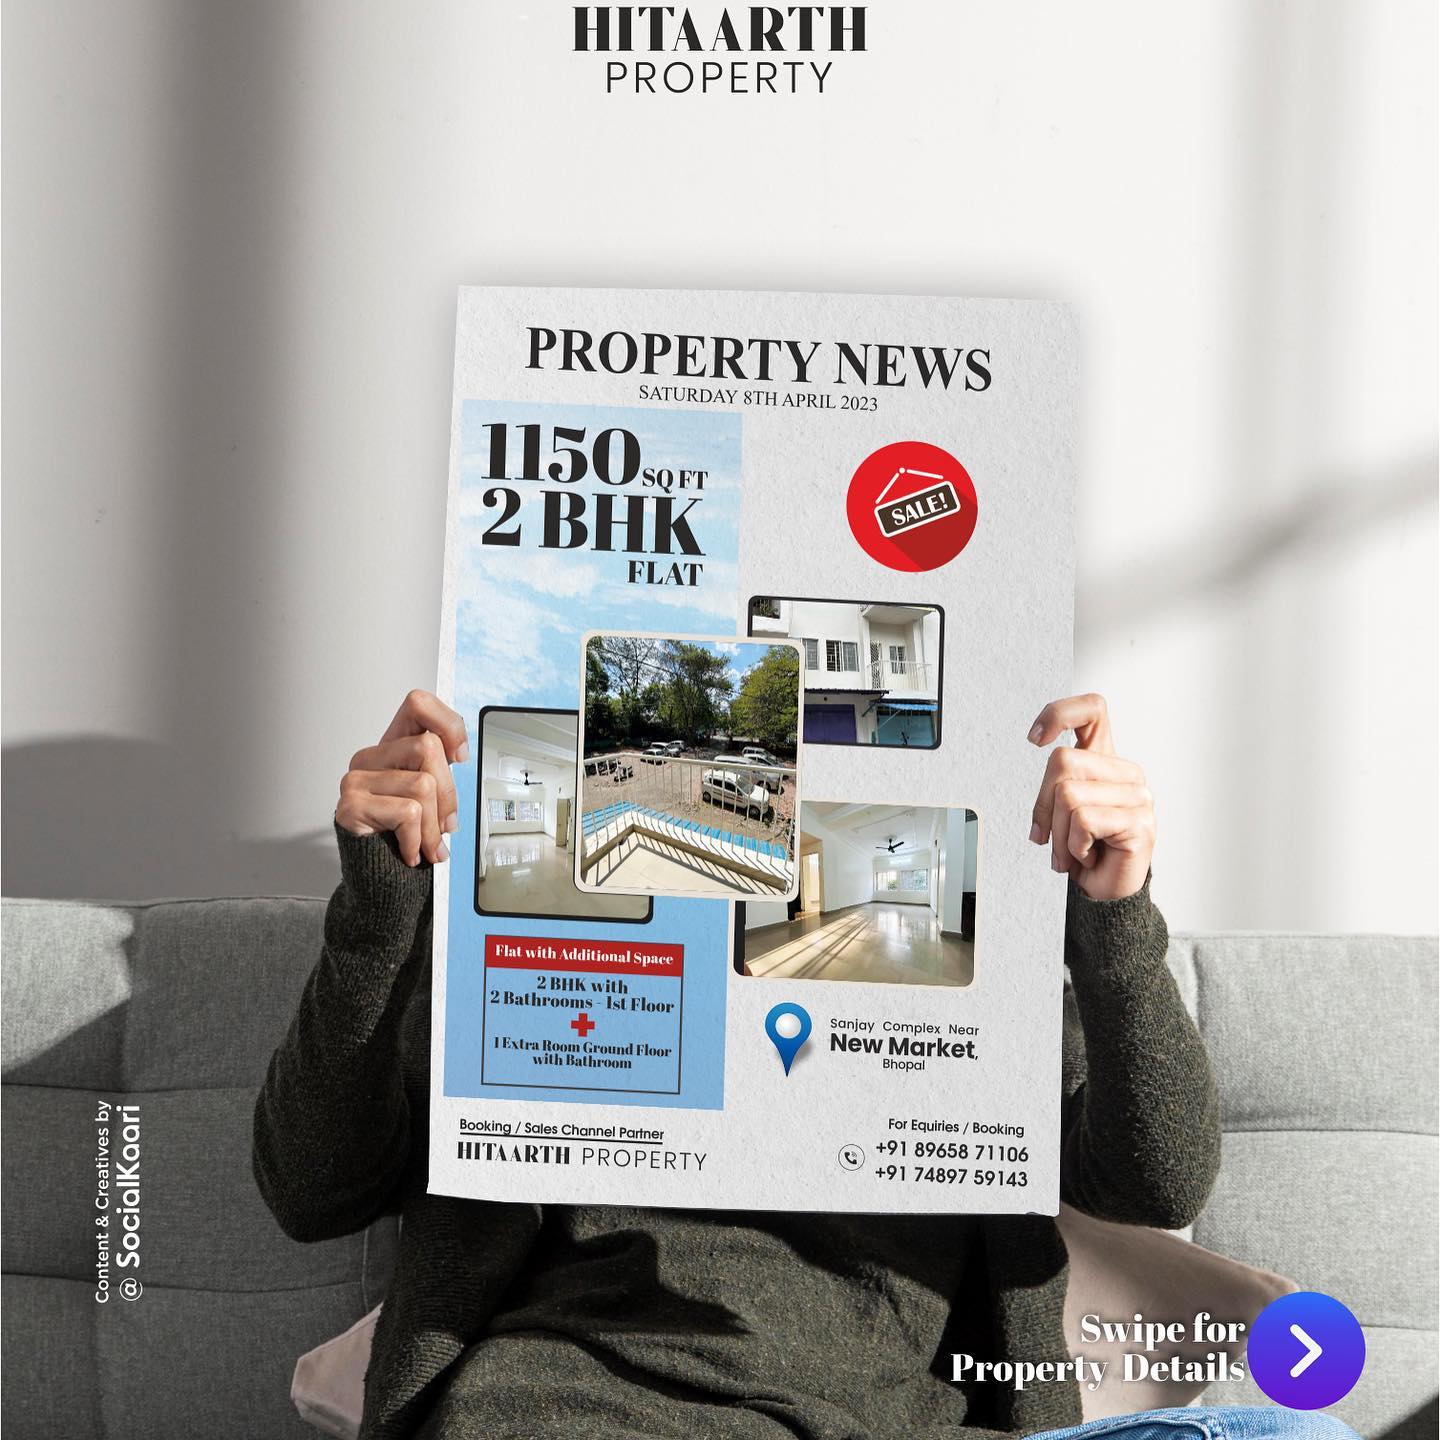 HITAARTH
PROPERTY
PROPERTY NEWS
SATURDAY 8TH APRIL 2023
1150 SQ FT
2 BHK
FLAT
SALE!
Flat with Additional Space
2 BHK with
2 Bathrooms - 1st Floor
1 Extra Room Ground Floor
with Bathroom
Sanjay Complex Near
New Market,
Bhopal
Booking / Sales Channel Partner
HITAARTH PROPERTY
For Equiries / Booking
+91 89658 71106
+91 74897 59143
Content & Creatives by
@ SocialKaari
Swipe for
Property Details